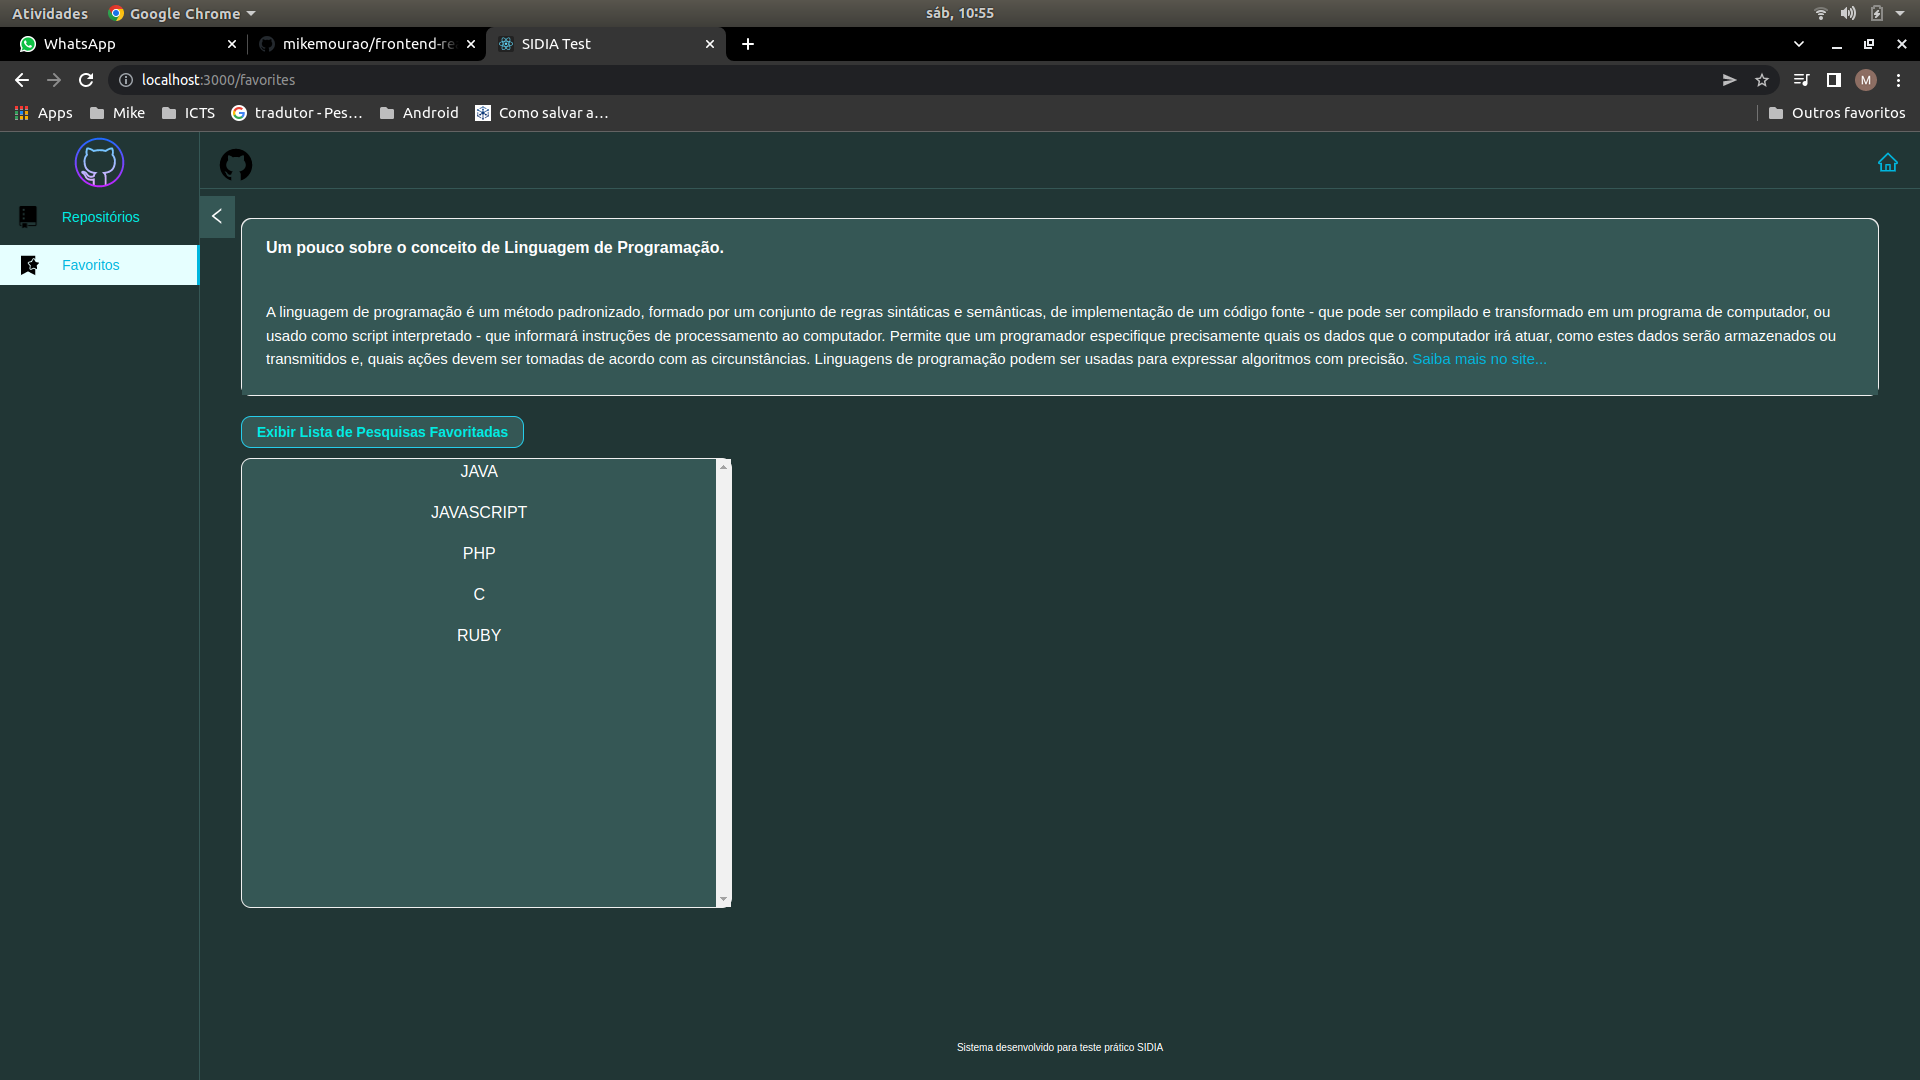 Atividades
Google Chrome
sáb, 10:55
WhatsApp
mikemourao/frontend-re
SIDIA Test
localhost:3000/favorites
M
Apps
Mike
ICTS
tradutor - Pes...
Android
Como salvar a...
Outros favoritos
Repositórios
Favoritos
Um pouco sobre o conceito de Linguagem de Programação.
A linguagem de programação é um método padronizado, formado por um conjunto de regras sintáticas e semânticas, de implementação de um código fonte - que pode ser compilado e transformado em um programa de computador, ou
usado como script interpretado - que informará instruções de processamento ao computador. Permite que um programador especifique precisamente quais os dados que o computador irá atuar, como estes dados serão armazenados ou
transmitidos e, quais ações devem ser tomadas de acordo com as circunstâncias. Linguagens de programação podem ser usadas para expressar algoritmos com precisão. Saiba mais no site...
Exibir Lista de Pesquisas Favoritadas
JAVA
JAVASCRIPT
PHP
C
RUBY
Sistema desenvolvido para teste prático SIDIA